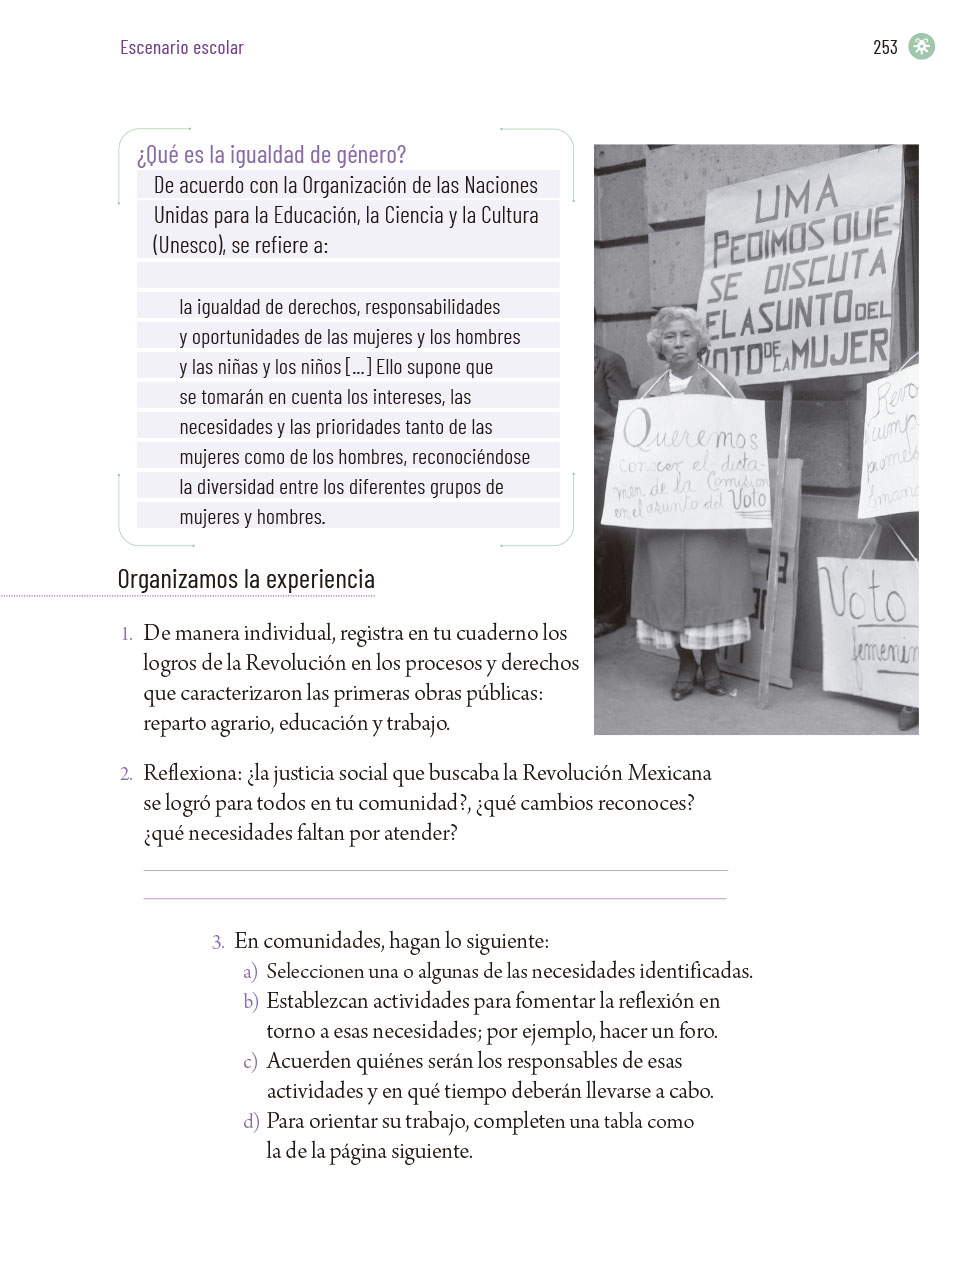 Escenario escolar
253
¿Qué es la igualdad de género?
De acuerdo con la Organización de las Naciones
Unidas para la Educación, la Ciencia y la Cultura
(Unesco), se refiere a:
la igualdad de derechos, responsabilidades
y oportunidades de las mujeres y los hombres
y las niñas y los niños [...] Ello supone que
se tomarán en cuenta los intereses, las
necesidades y las prioridades tanto de las
mujeres como de los hombres, reconociéndose
la diversidad entre los diferentes grupos de
mujeres y hombres.
UMA
PEDIMOS QUE
SE DISCUTA
EL ASUNTO DEL
VOTO DE LA MUJER
Queremos
conocer el dicta-
men de la Comision
en el asunto del Voto
Revo
cump
promes
Voto
femenin
Organizamos la experiencia
1. De manera individual, registra en tu cuaderno los
logros de la Revolución en los procesos y derechos
que caracterizaron las primeras obras públicas:
reparto agrario, educación y trabajo.
2. Reflexiona: ¿la justicia social que buscaba la Revolución Mexicana
se logró para todos en tu comunidad?, ¿qué cambios reconoces?
¿qué necesidades faltan por atender?
3. En comunidades, hagan lo siguiente:
a) Seleccionen una o algunas de las necesidades identificadas.
b) Establezcan actividades para fomentar la reflexión en
torno a esas necesidades; por ejemplo, hacer un foro.
c) Acuerden quiénes serán los responsables de esas
actividades y en qué tiempo deberán llevarse a cabo.
d) Para orientar su trabajo, completen una tabla como
la de la página siguiente.